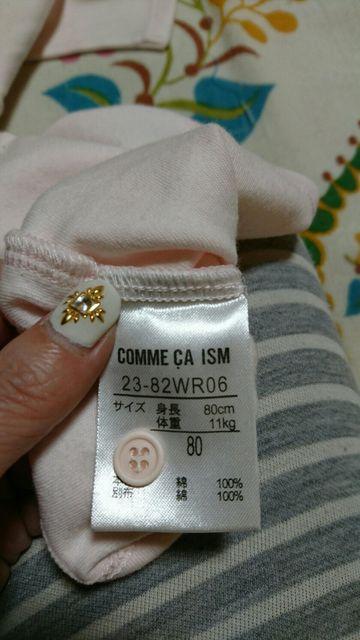 COMME ÇA ISM
23-82WR06
サイズ 身長 80cm
体重 11kg
80
綿 100%
別布 綿 100%